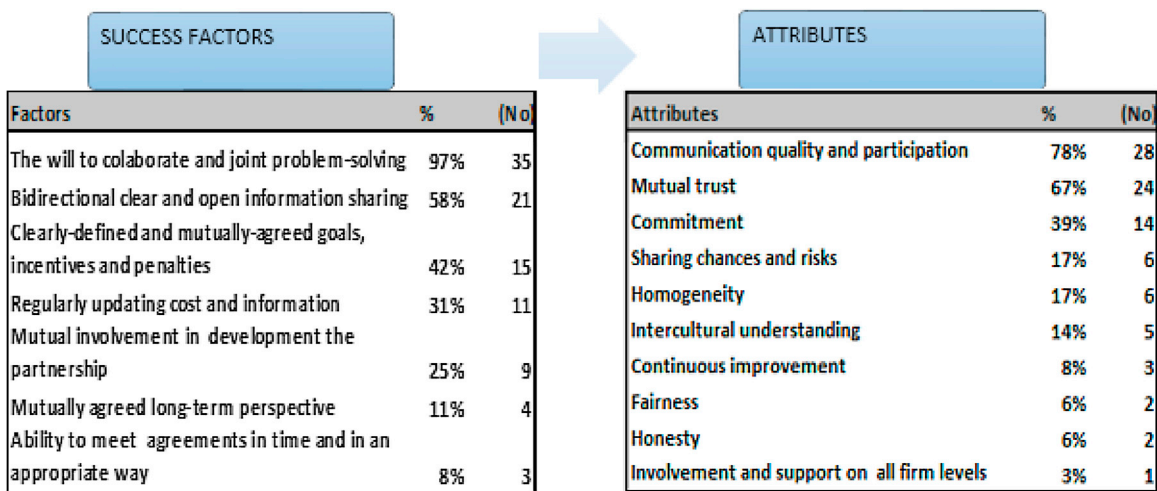 SUCCESS FACTORS
Factors % (No)
The will to colaborate and joint problem-solving 97% 35
Bidirectional clear and open information sharing 58% 21
Clearly-defined and mutually-agreed goals,
incentives and penalties 42% 15
Regularly updating cost and information 31% 11
Mutual involvement in development the
partnership 25% 9
Mutually agreed long-term perspective 11% 4
Ability to meet agreements in time and in an
appropriate way 8% 3
ATTRIBUTES
Attributes % (No)
Communication quality and participation 78% 28
Mutual trust 67% 24
Commitment 39% 14
Sharing chances and risks 17% 6
Homogeneity 17% 6
Intercultural understanding 14% 5
Continuous improvement 8% 3
Fairness 6% 2
Honesty 6% 2
Involvement and support on all firm levels 3% 1